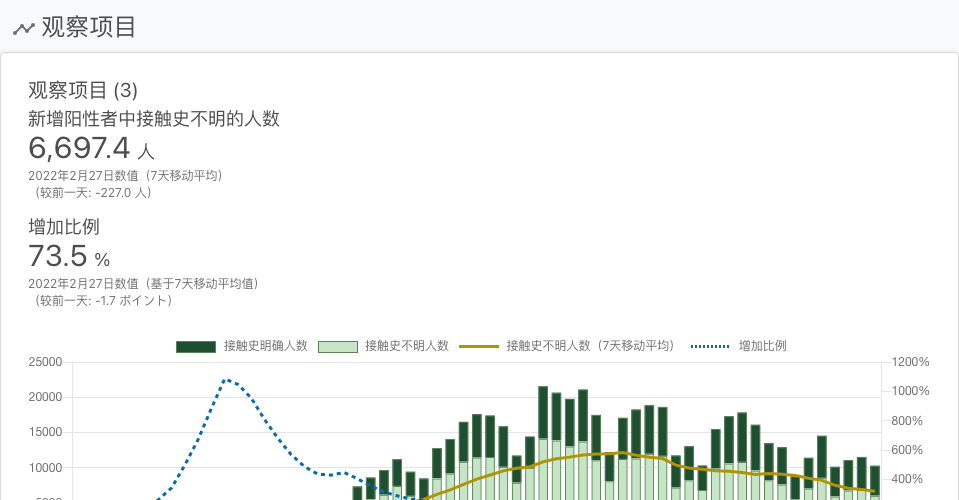 观察项目
观察项目 (3)
新增阳性者中接触史不明的人数
6,697.4 人
2022年2月27日数值（7天移动平均）
（较前一天: -227.0 人）
增加比例
73.5 %
2022年2月27日数值（基于7天移动平均值）
（较前一天: -1.7 ポイント）
接触史明确人数 接触史不明人数 接触史不明人数（7天移动平均） 增加比例
25000 1200%
20000 1000%
15000 800%
10000 600%
400%